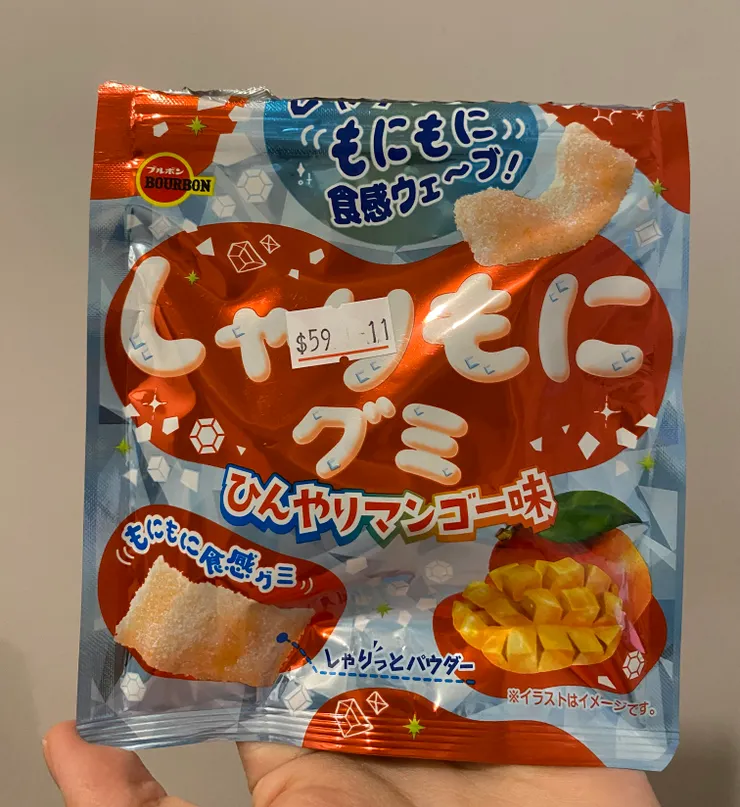 もにもに
食感ウェ〜ブ!
ブルボン
BOURBON
しゃりもに
$59 -11
グミ
ひんやりマンゴー味
もにもに食感グミ
しゃりっとパウダー
※イラストはイメージです。